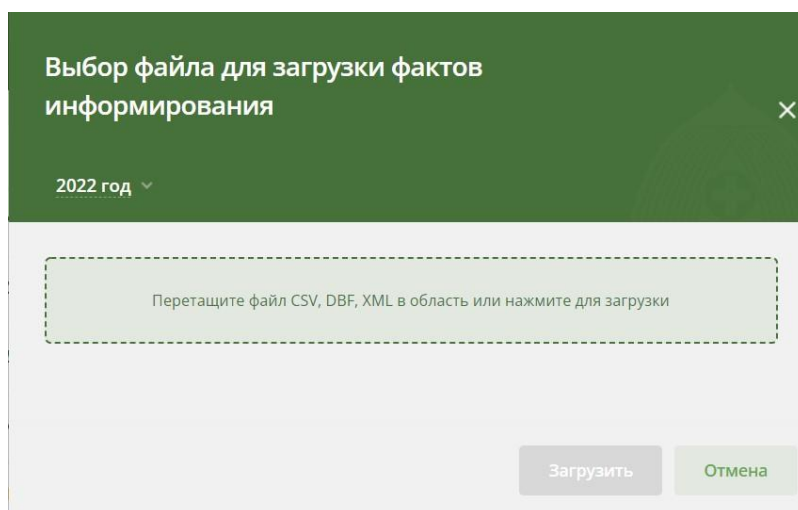 Выбор файла для загрузки фактов
информирования
2022 год
Перетащите файл CSV, DBF, XML в область или нажмите для загрузки
Загрузить
Отмена